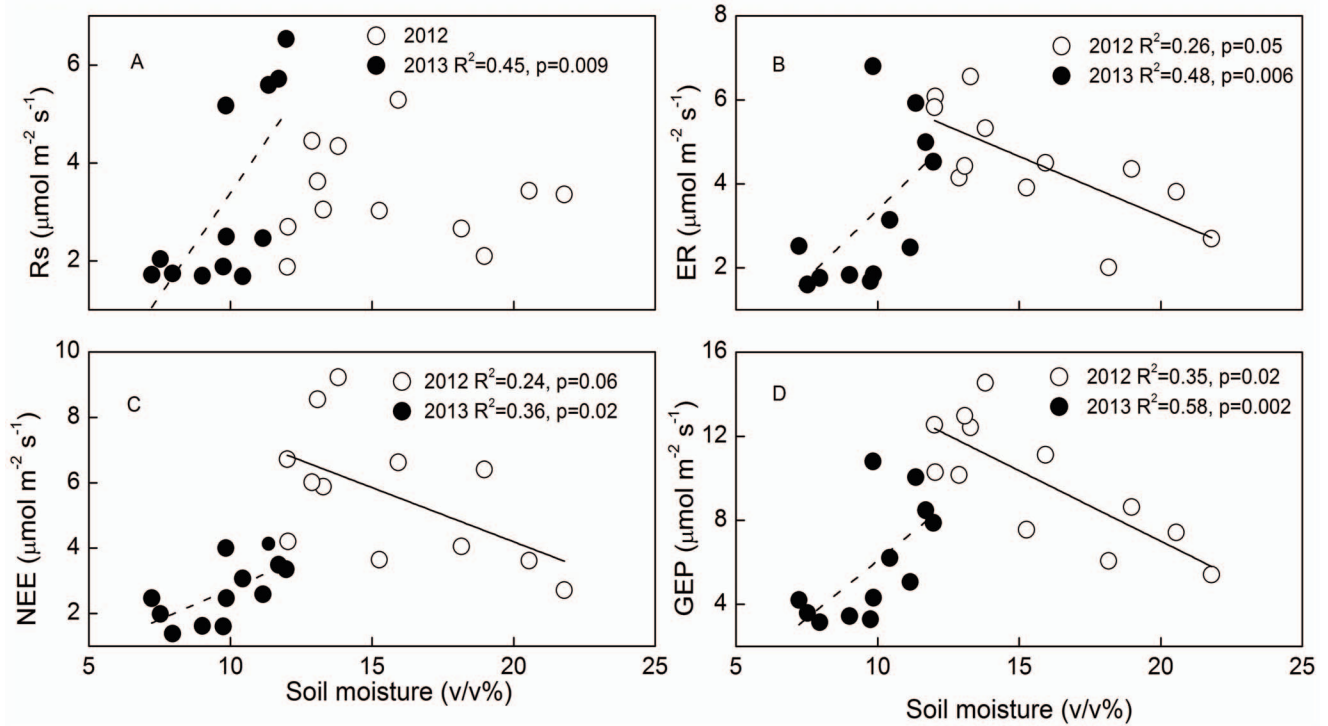 A
2012
2013 R²=0.45, p=0.009
Rs (μmol m⁻² s⁻¹)
6
4
2
B
2012 R²=0.26, p=0.05
2013 R²=0.48, p=0.006
ER (μmol m⁻² s⁻¹)
8
6
4
2
C
2012 R²=0.24, p=0.06
2013 R²=0.36, p=0.02
NEE (μmol m⁻² s⁻¹)
10
8
6
4
2
5 10 15 20 25
Soil moisture (v/v%)
D
2012 R²=0.35, p=0.02
2013 R²=0.58, p=0.002
GEP (μmol m⁻² s⁻¹)
16
12
8
4
5 10 15 20 25
Soil moisture (v/v%)